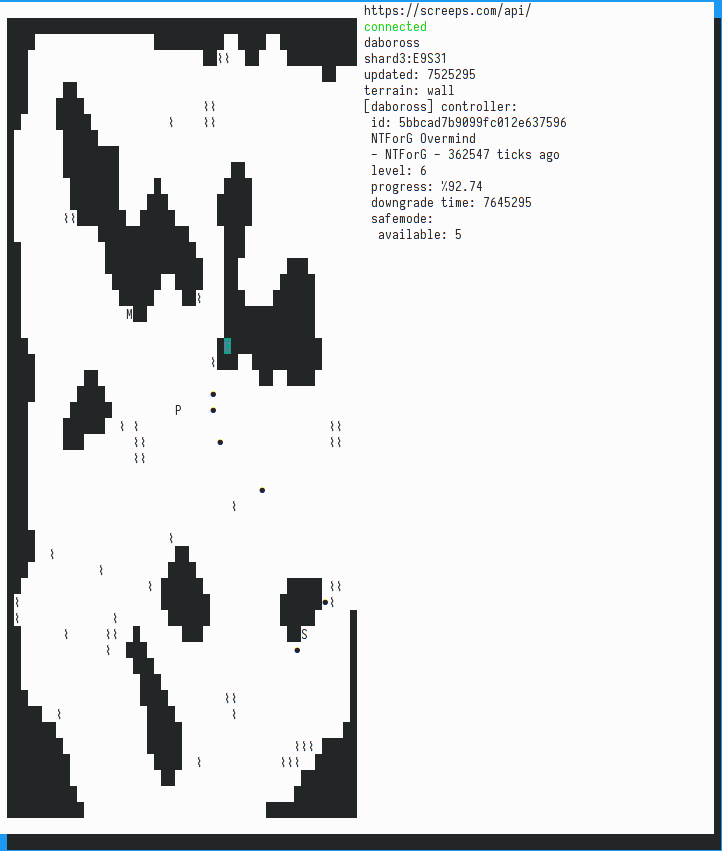 https://screeps.com/api/
connected
daboross
shard3:E9S31
updated: 7525295
terrain: wall
[daboross] controller:
id: 5bbcad7b9099fc012e637596
NTForG Overmind
- NTForG - 362547 ticks ago
level: 6
progress: %92.74
downgrade time: 7645295
safemode:
available: 5
M
P
S